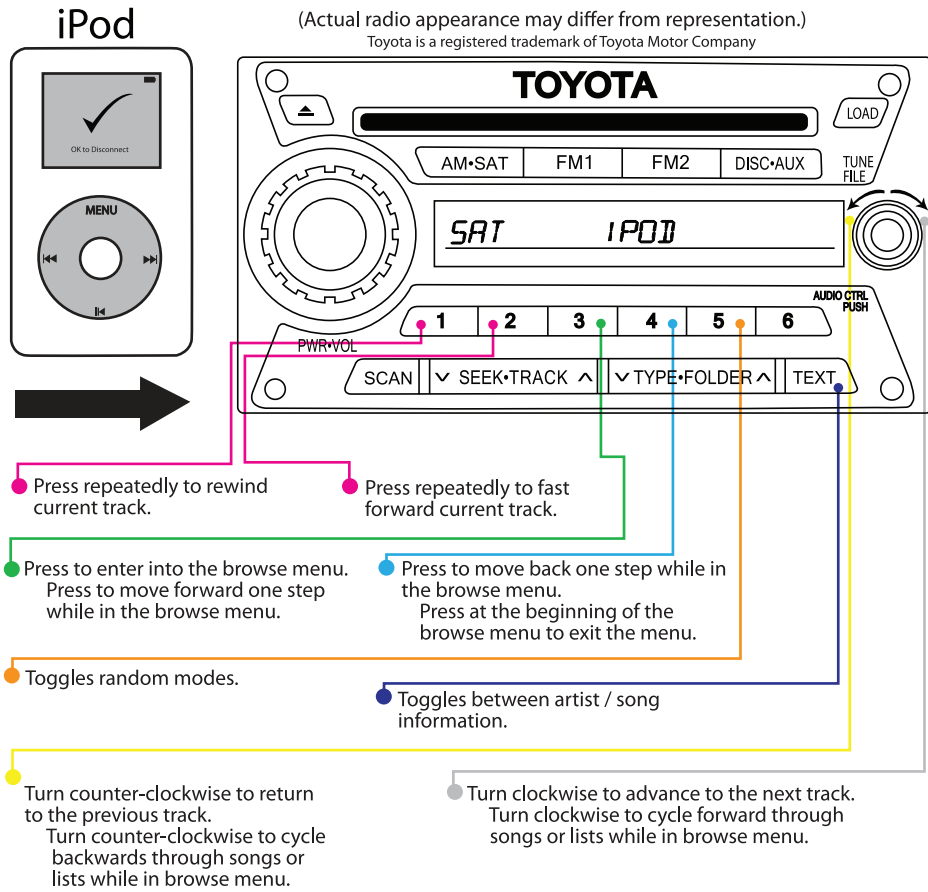 iPod
(Actual radio appearance may differ from representation.)
Toyota is a registered trademark of Toyota Motor Company
OK to Disconnect
MENU
TOYOTA
LOAD
AM•SAT FM1 FM2 DISC•AUX
TUNE
FILE
SAT IPOD
AUDIO CTRL
PUSH
1 2 3 4 5 6
PWR•VOL
SCAN SEEK•TRACK TYPE•FOLDER TEXT
Press repeatedly to rewind
current track.
Press repeatedly to fast
forward current track.
Press to enter into the browse menu.
Press to move forward one step
while in the browse menu.
Press to move back one step while in
the browse menu.
Press at the beginning of the
browse menu to exit the menu.
Toggles random modes.
Toggles between artist / song
information.
Turn counter-clockwise to return
to the previous track.
Turn counter-clockwise to cycle
backwards through songs or
lists while in browse menu.
Turn clockwise to advance to the next track.
Turn clockwise to cycle forward through
songs or lists while in browse menu.